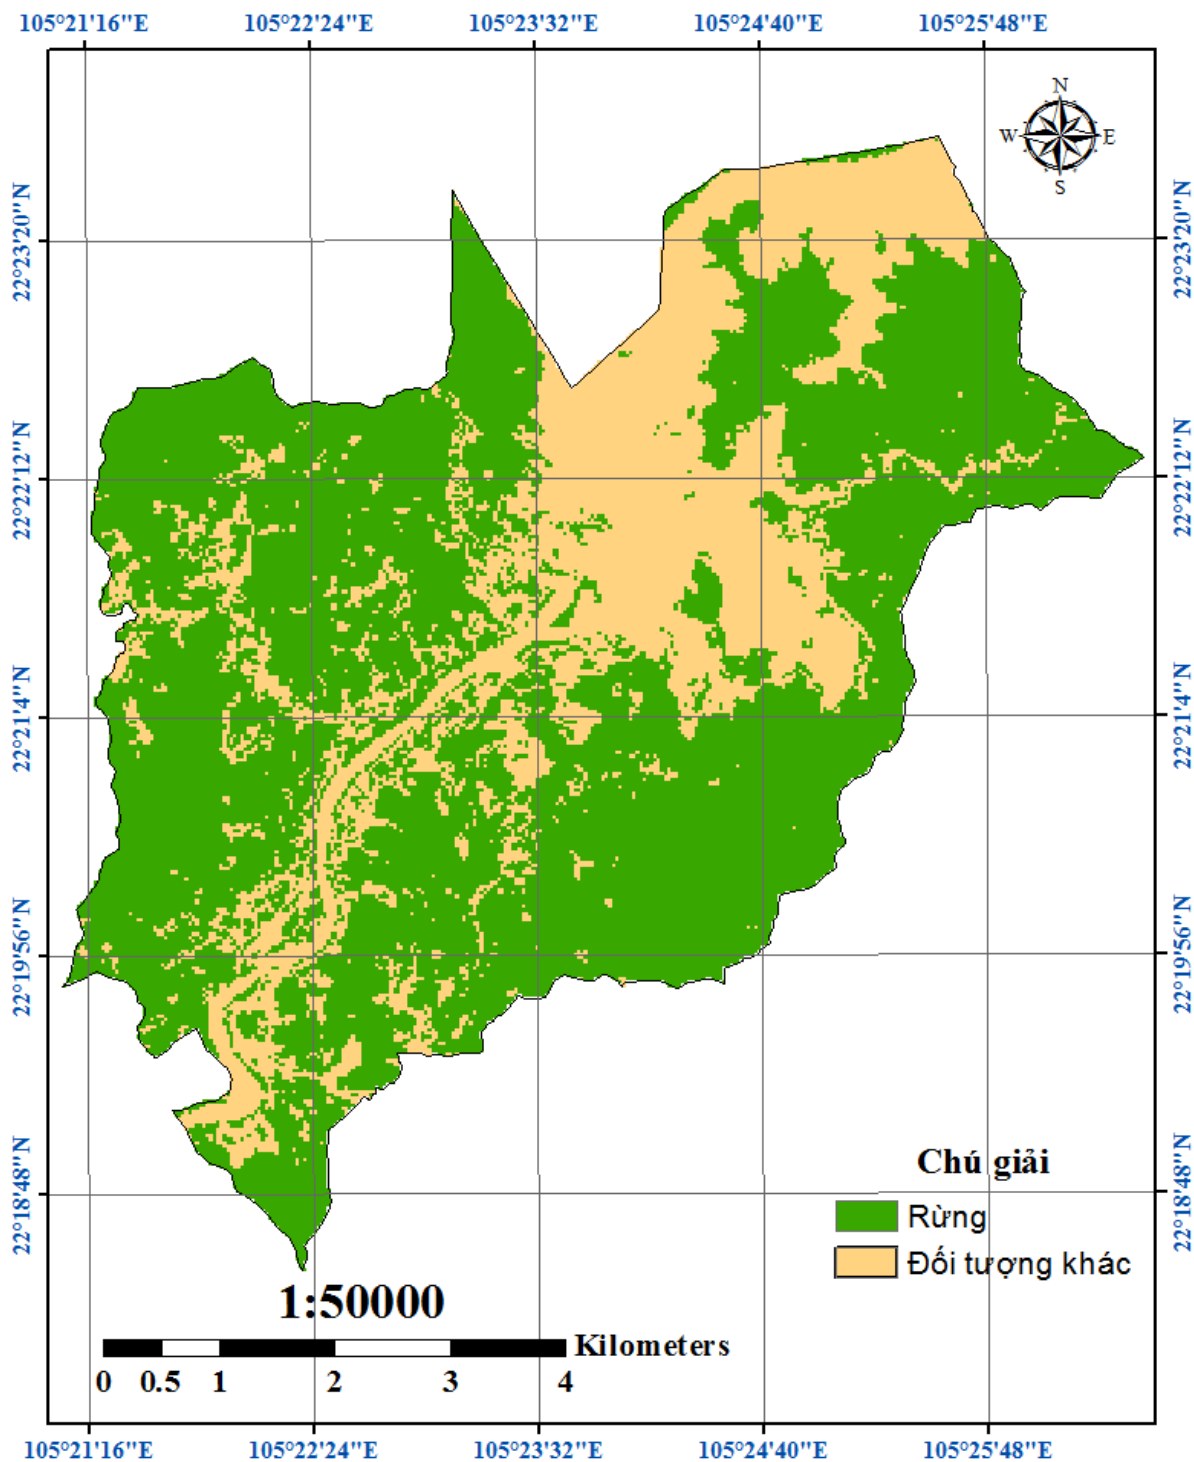 105°21'16"E 105°22'24"E 105°23'32"E 105°24'40"E 105°25'48"E
N
W E
S
22°23'20"N 22°23'20"N
22°22'12"N 22°22'12"N
22°21'4"N 22°21'4"N
22°19'56"N 22°19'56"N
22°18'48"N 22°18'48"N
Chú giải
Rừng
Đối tượng khác
1:50000
Kilometers
0 0.5 1 2 3 4
105°21'16"E 105°22'24"E 105°23'32"E 105°24'40"E 105°25'48"E